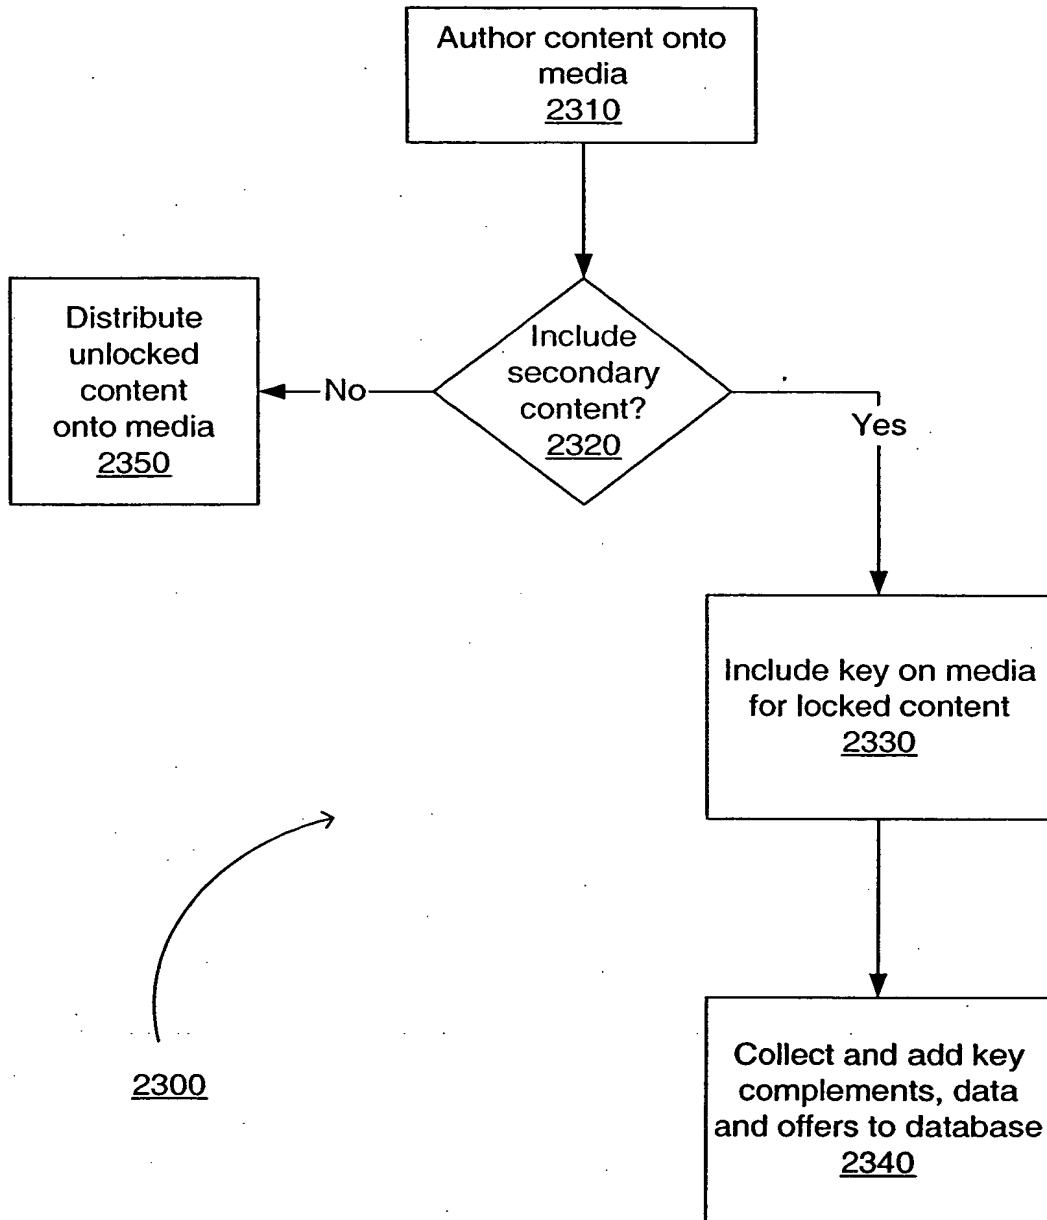 Author content onto
media
2310
Include
secondary
content?
2320
No
Yes
Distribute
unlocked
content
onto media
2350
Include key on media
for locked content
2330
Collect and add key
complements, data
and offers to database
2340
2300